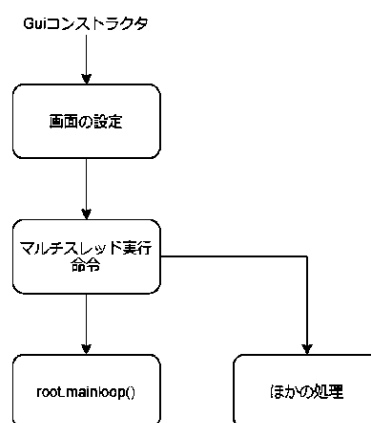 Guiコンストラクタ
画面の設定
マルチスレッド実行
命令
root.mainloop()
ほかの処理